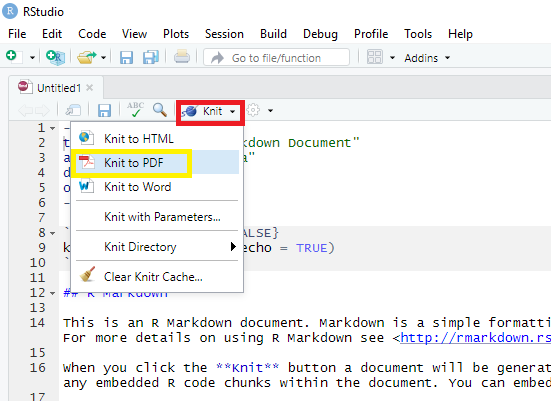 RStudio
File Edit Code View Plots Session Build Debug Profile Tools Help
Go to file/function Addins
Untitled1
ABC Knit
1 -
2 t kdown Document"
3 a a"
4 d
5 o
6 -
7
Knit to HTML
Knit to PDF
Knit to Word
Knit with Parameters...
Knit Directory
Clear Knitr Cache...
8 ` ALSE}
9 k echo = TRUE)
10 `
11
12 ## R Markdown
13
14 This is an R Markdown document. Markdown is a simple formatti
For more details on using R Markdown see <http://rmarkdown.rs
15
16 When you click the **Knit** button a document will be generat
any embedded R code chunks within the document. You can embed
17